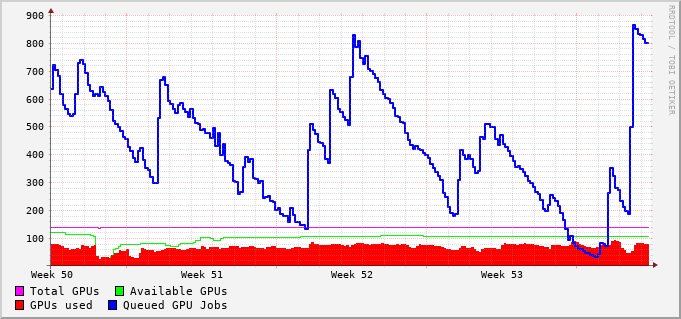 900
800
700
600
500
400
300
200
100
Week 50 Week 51 Week 52 Week 53
Total GPUs Available GPUs
GPUs used Queued GPU Jobs
RRDTOOL / TOBI OETIKER